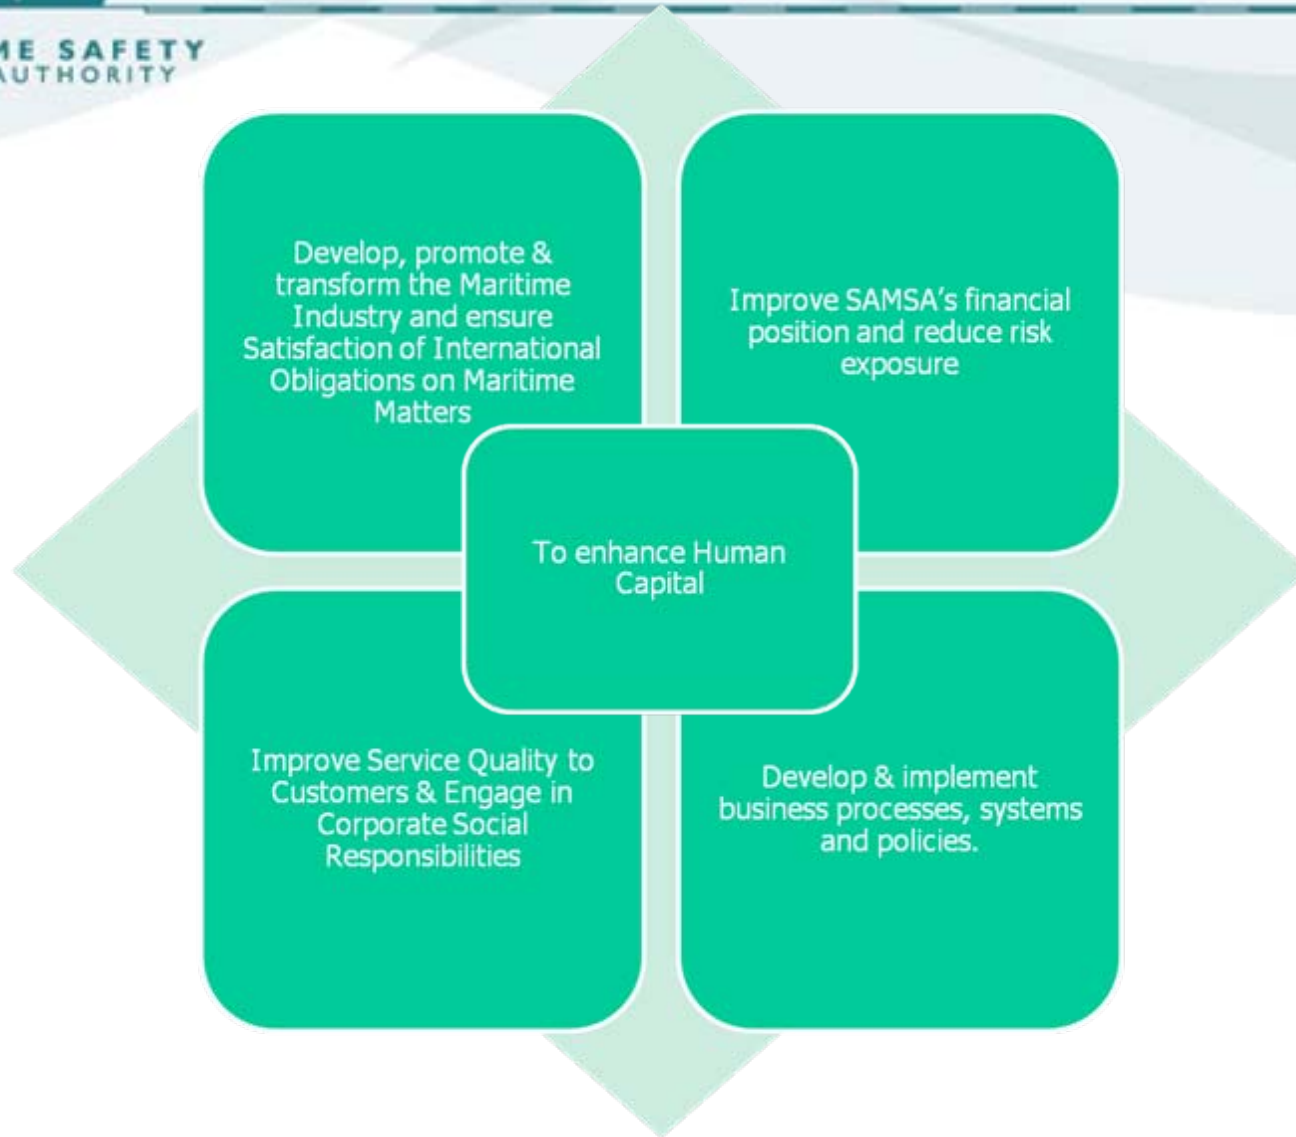 SAFETY
AUTHORITY
Develop, promote &
transform the Maritime
Industry and ensure
Satisfaction of International
Obligations on Maritime
Matters
Improve SAMSA’s financial
position and reduce risk
exposure
To enhance Human
Capital
Improve Service Quality to
Customers & Engage in
Corporate Social
Responsibilities
Develop & implement
business processes, systems
and policies.